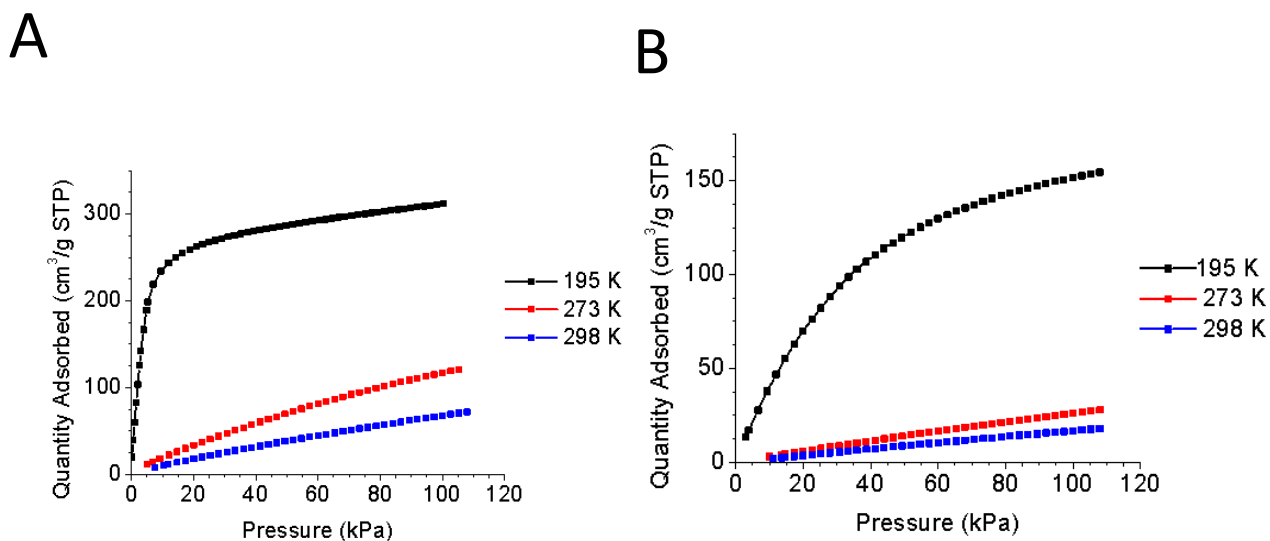 A
B
Quantity Adsorbed (cm³/g STP)
300
200
100
0
0 20 40 60 80 100 120
Pressure (kPa)
195 K
273 K
298 K
Quantity Adsorbed (cm³/g STP)
150
100
50
0
0 20 40 60 80 100 120
Pressure (kPa)
195 K
273 K
298 K